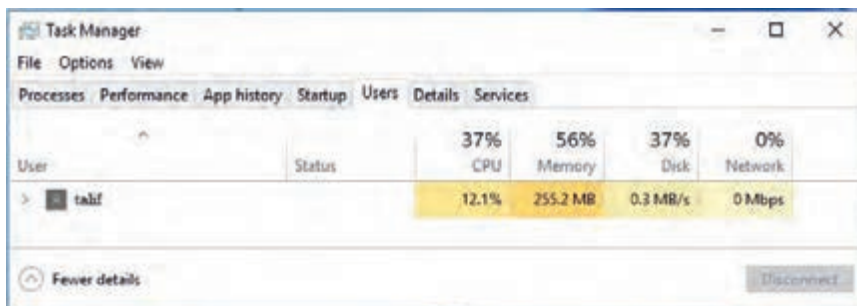 Task Manager
File Options View
Processes Performance App history Startup Users Details Services
37% 56% 37% 0%
User Status CPU Memory Disk Network
talif 12.1% 255.2 MB 0.3 MB/s 0 Mbps
Fewer details Disconnect